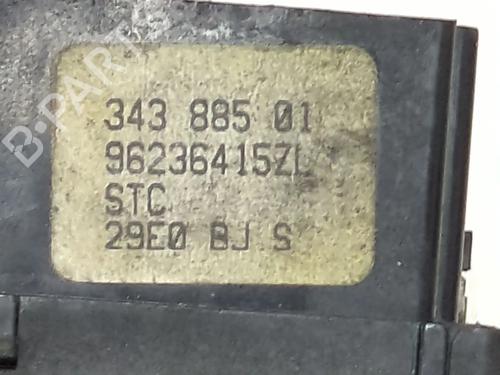 B-PARTS
343 885 01
96236415ZL
STC
29E0 BJ S